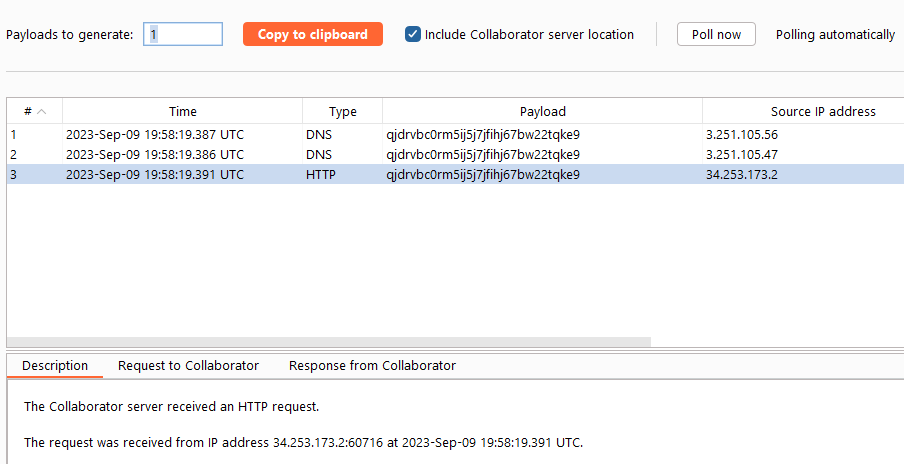 Payloads to generate: 1 Copy to clipboard Include Collaborator server location Poll now Polling automatically
# Time Type Payload Source IP address
1 2023-Sep-09 19:58:19.387 UTC DNS qjdrvbc0rm5ij5j7jfihj67bw22tqke9 3.251.105.56
2 2023-Sep-09 19:58:19.386 UTC DNS qjdrvbc0rm5ij5j7jfihj67bw22tqke9 3.251.105.47
3 2023-Sep-09 19:58:19.391 UTC HTTP qjdrvbc0rm5ij5j7jfihj67bw22tqke9 34.253.173.2
Description Request to Collaborator Response from Collaborator
The Collaborator server received an HTTP request.
The request was received from IP address 34.253.173.2:60716 at 2023-Sep-09 19:58:19.391 UTC.